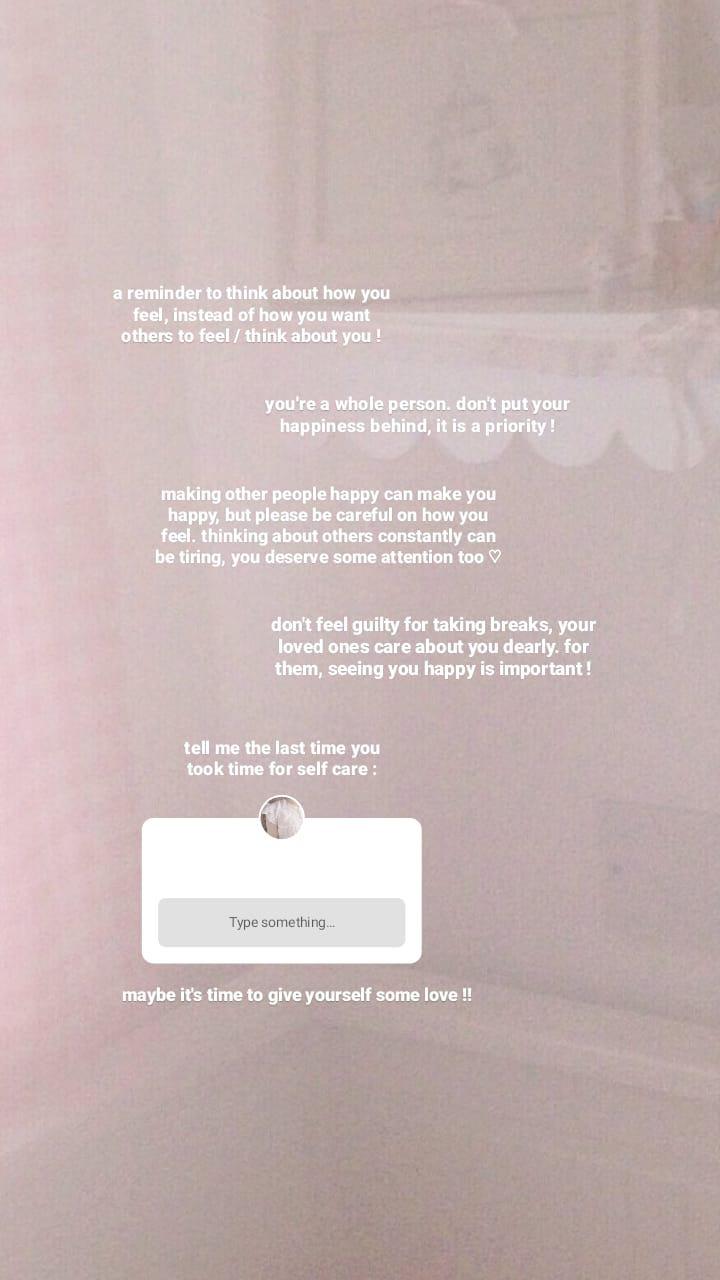 a reminder to think about how you
feel, instead of how you want
others to feel / think about you !
you're a whole person. don't put your
happiness behind, it is a priority !
making other people happy can make you
happy, but please be careful on how you
feel. thinking about others constantly can
be tiring, you deserve some attention too ♡
don't feel guilty for taking breaks, your
loved ones care about you dearly. for
them, seeing you happy is important !
tell me the last time you
took time for self care :
Type something...
maybe it's time to give yourself some love !!